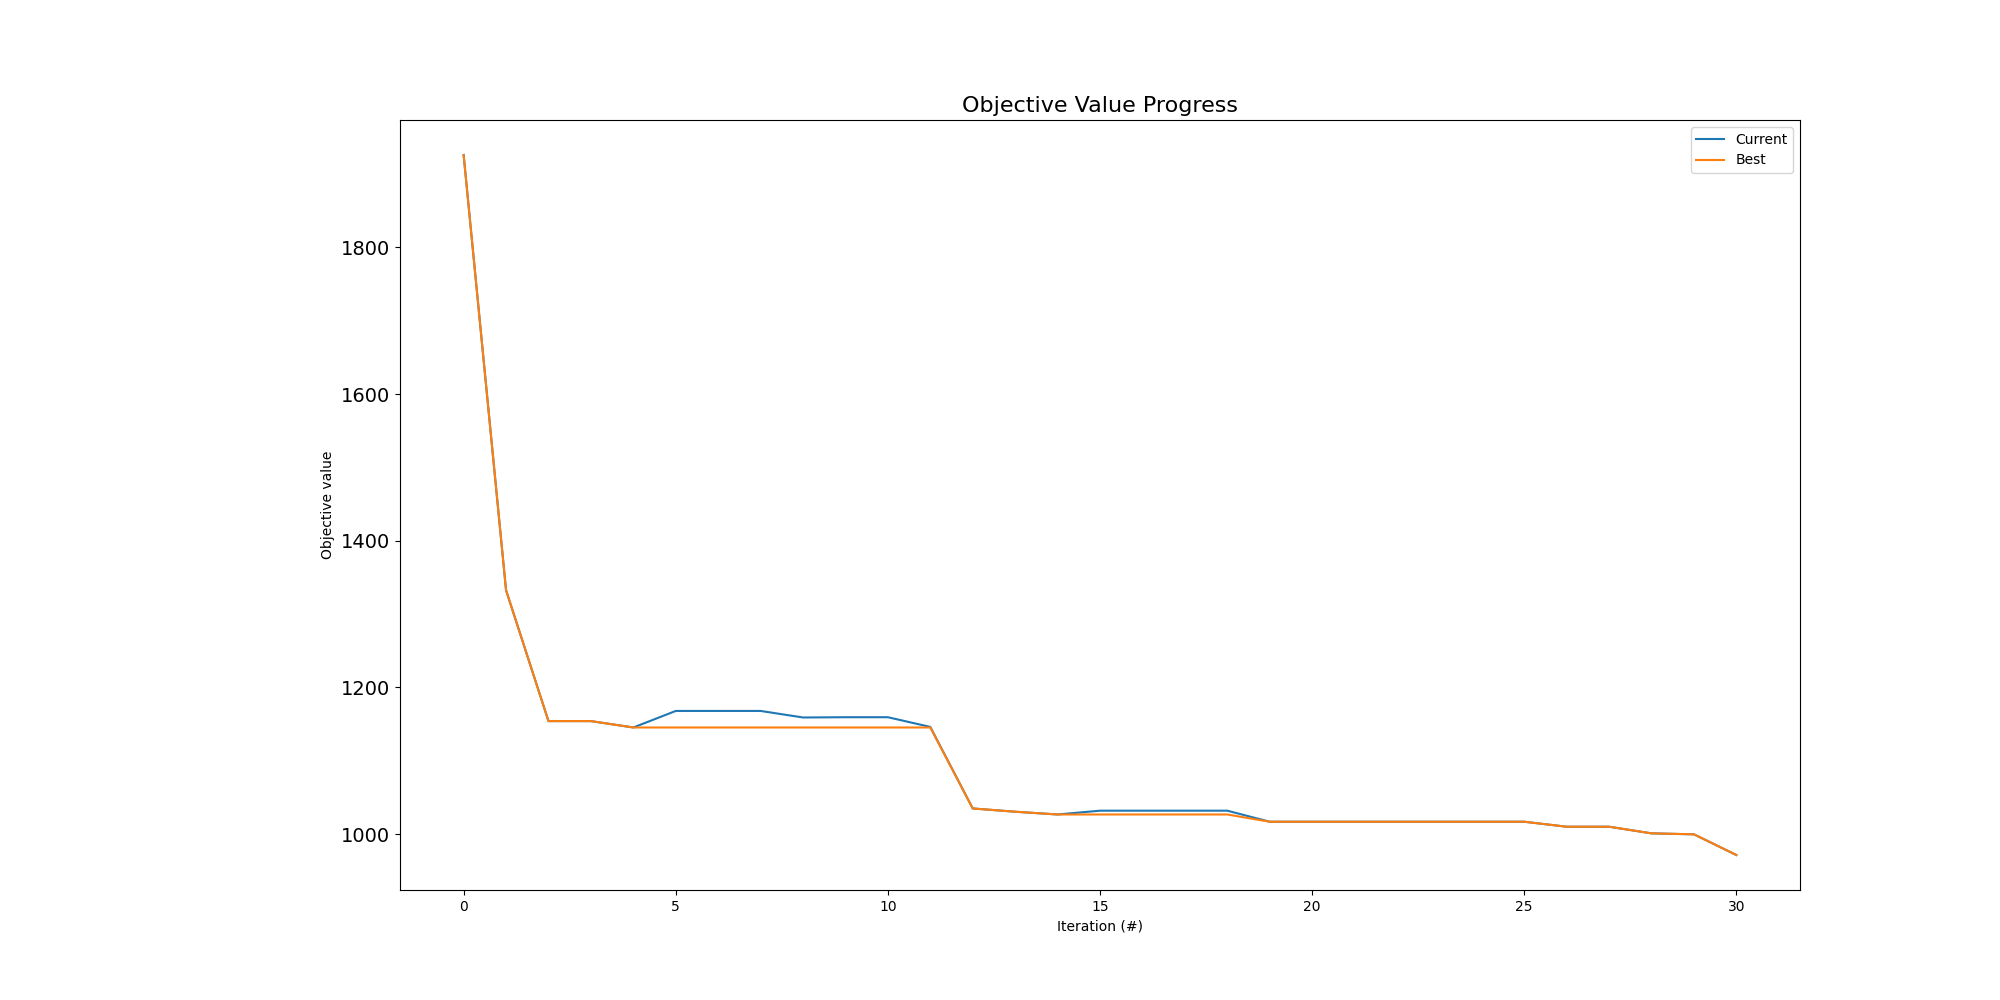 Objective Value Progress
Current
Best
1800
1600
1400
1200
1000
Objective value
0 5 10 15 20 25 30
Iteration (#)